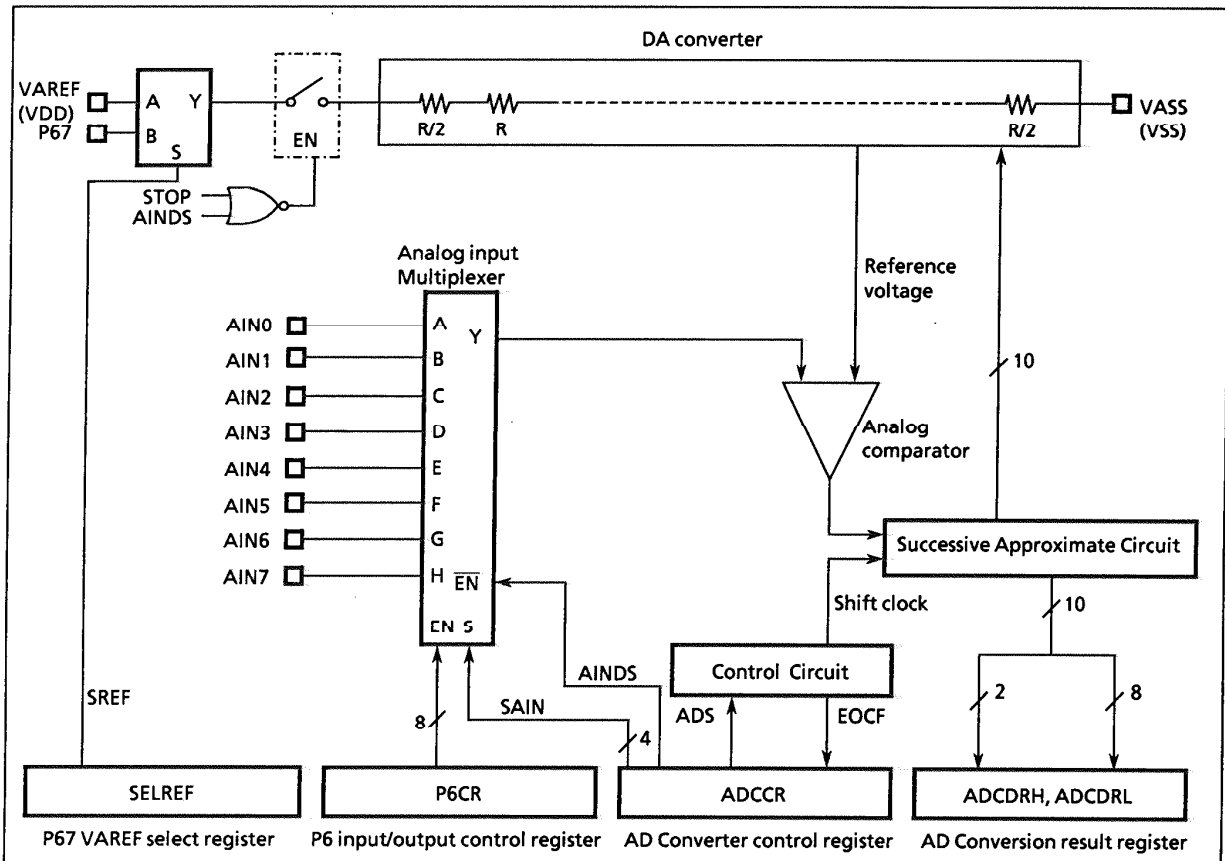 DA converter
VAREF
(VDD)
P67
A
Y
B
S
EN
R/2
R
R/2
VASS
(VSS)
STOP
AINDS
Analog input
Multiplexer
Reference
voltage
AIN0
A
Y
AIN1
B
AIN2
C
AIN3
D
AIN4
E
AIN5
F
AIN6
G
AIN7
H
EN
EN S
10
Analog
comparator
Successive Approximate Circuit
Shift clock
10
Control Circuit
AINDS
SREF
8
SAIN
4
ADS
EOCF
2
8
SELREF
P6CR
ADCCR
ADCDRH, ADCDRL
P67 VAREF select register
P6 input/output control register
AD Converter control register
AD Conversion result register